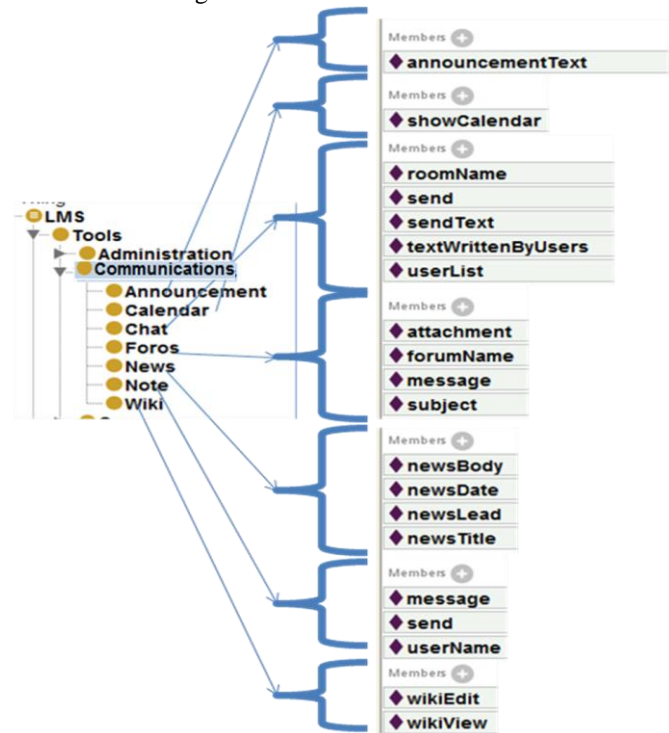 LMS
Tools
Administration
Communications
Announcement
Calendar
Chat
Foros
News
Note
Wiki
Members
announcementText
Members
showCalendar
Members
roomName
send
sendText
textWrittenByUsers
userList
Members
attachment
forumName
message
subject
Members
newsBody
newsDate
newsLead
newsTitle
Members
message
send
userName
Members
wikiEdit
wikiView